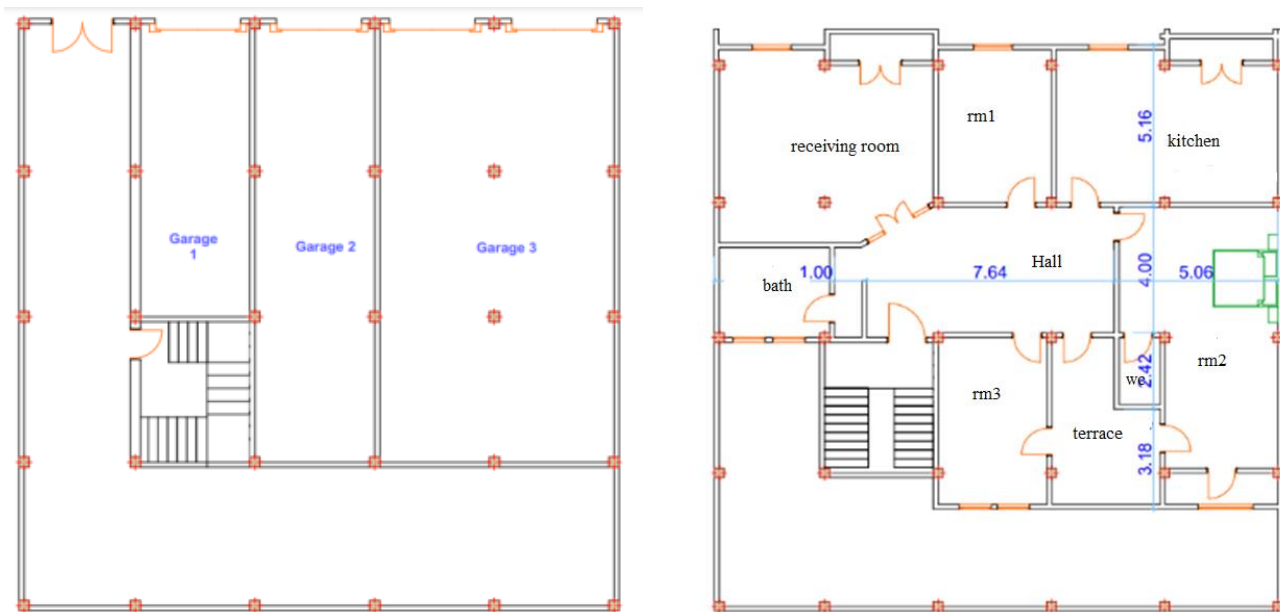 Garage
1
Garage 2
Garage 3
receiving room
rm1
5.16
kitchen
Hall
bath
1.00
7.64
4.00
5.06
2.42
rm2
rm3
terrace
3.18